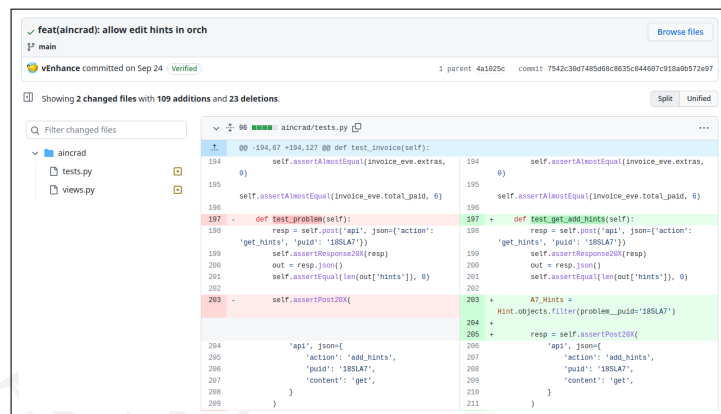 feat(aincrad): allow edit hints in orch
Browse files
main
vEnhance committed on Sep 24 Verified
1 parent 4a1025c commit 7542c30d7485d68c8635c044607c918a0b572e97
Showing 2 changed files with 109 additions and 23 deletions.
Split Unified
Filter changed files
aincrad
tests.py
views.py
96 aincrad/tests.py
@@ -194,67 +194,127 @@ def test_invoice(self):
194 self.assertAlmostEqual(invoice_eve.extras, 194 self.assertAlmostEqual(invoice_eve.extras,
0) 0)
195 195
self.assertAlmostEqual(invoice_eve.total_paid, 6) self.assertAlmostEqual(invoice_eve.total_paid, 6)
196 196
197 - def test_problem(self): 197 + def test_get_add_hints(self):
198 resp = self.post('api', json={'action': 198 resp = self.post('api', json={'action':
'get_hints', 'puid': '18SLA7'}) 'get_hints', 'puid': '18SLA7'})
199 self.assertResponse20X(resp) 199 self.assertResponse20X(resp)
200 out = resp.json() 200 out = resp.json()
201 self.assertEqual(len(out['hints']), 0) 201 self.assertEqual(len(out['hints']), 0)
202 202
203 - self.assertPost20X( 203 + A7_Hints =
Hint.objects.filter(problem__puid='18SLA7')
204 +
205 + resp = self.assertPost20X(
204 'api', json={ 206 'api', json={
205 'action': 'add_hints', 207 'action': 'add_hints',
206 'puid': '18SLA7', 208 'puid': '18SLA7',
207 'content': 'get', 209 'content': 'get',
208 } 210 }
209 ) 211 )